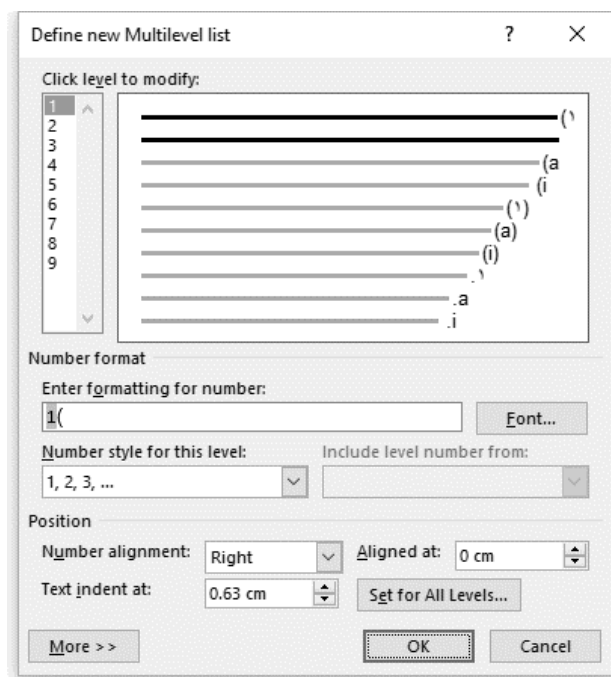 Define new Multilevel list ? ×
Click level to modify:
1
2
3
4
5
6
7
8
9
(١
(a
(i
(١)
(a)
(i)
.١
.a
.i
Number format
Enter formatting for number:
1(
Font...
Number style for this level: Include level number from:
1, 2, 3, ...
Position
Number alignment: Right Aligned at: 0 cm
Text indent at: 0.63 cm Set for All Levels...
More >> OK Cancel